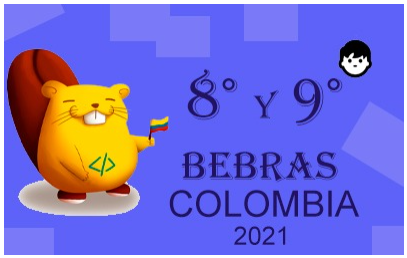 8° Y 9°
BEBRAS
COLOMBIA
2021
</>